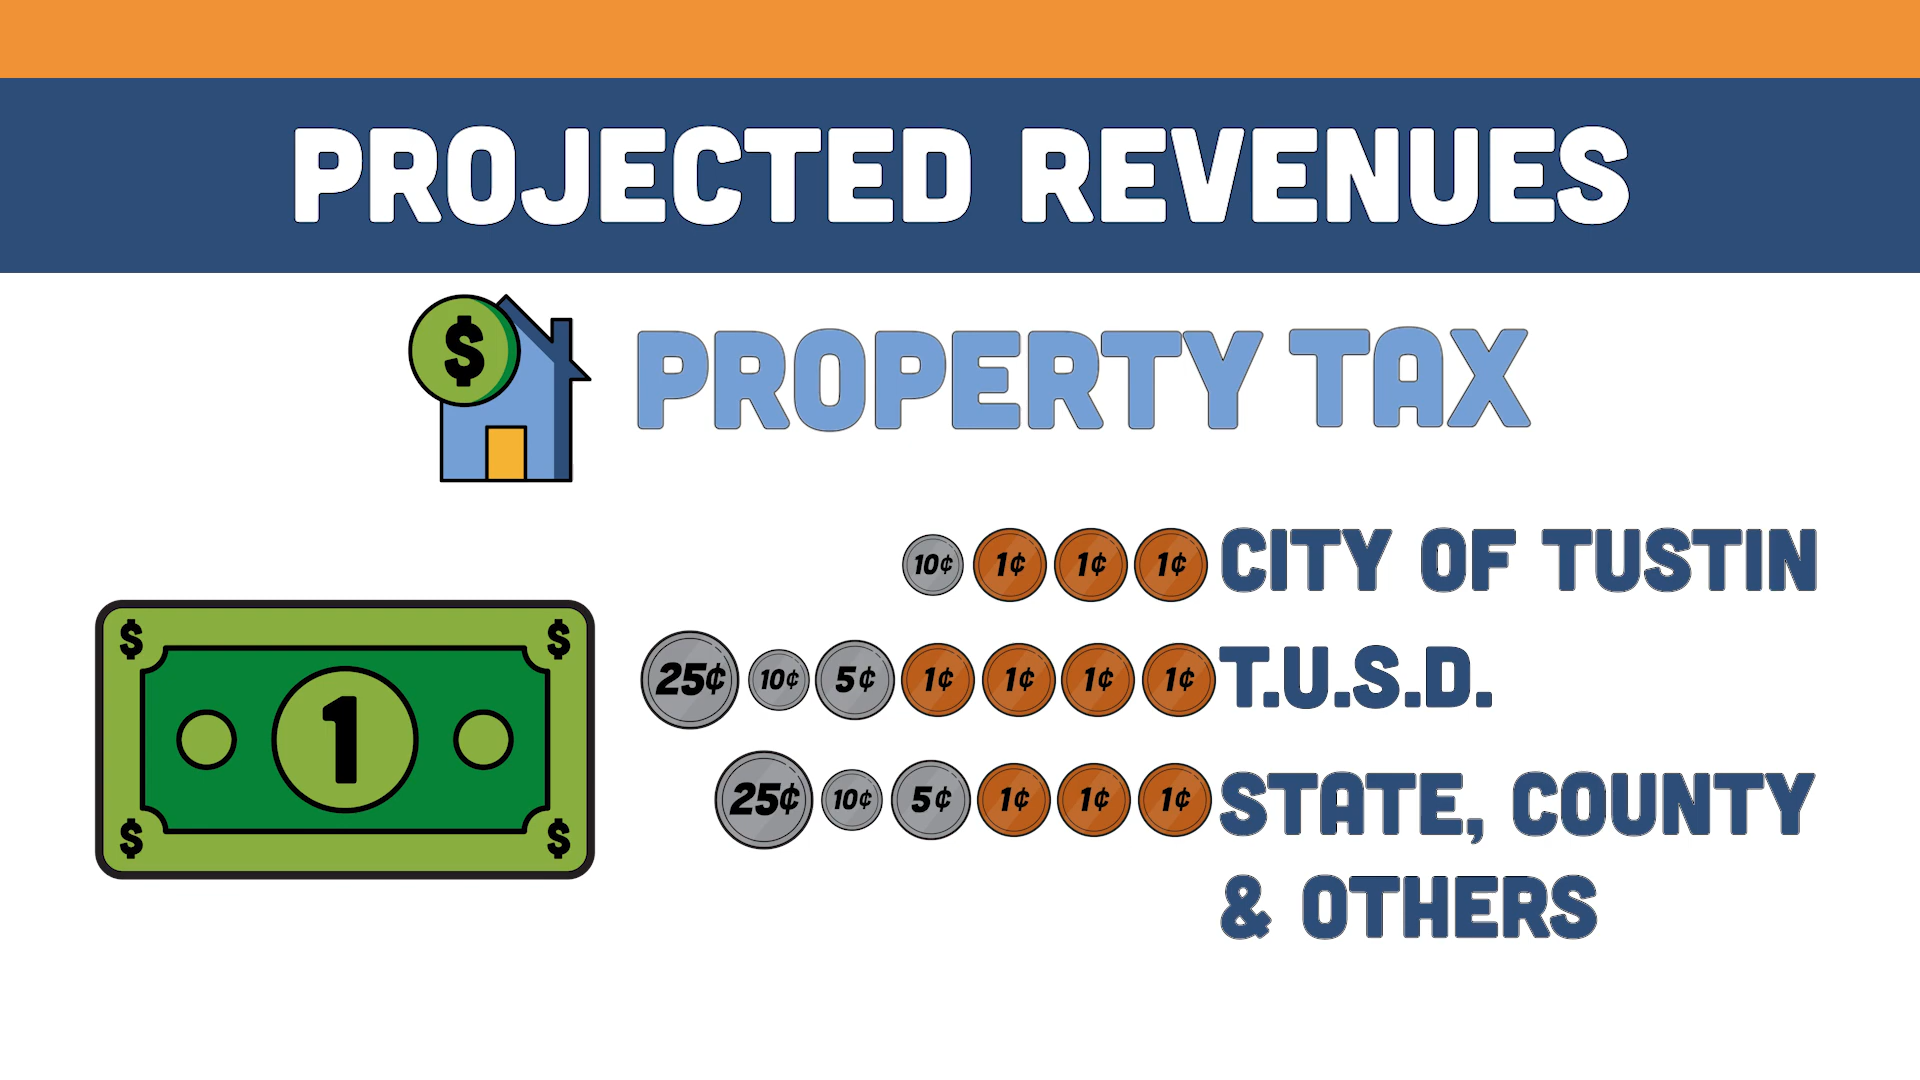 PROJECTED REVENUES
$ PROPERTY TAX
10¢ 1¢ 1¢ 1¢ CITY OF TUSTIN
$ $
25¢ 10¢ 5¢ 1¢ 1¢ 1¢ 1¢ T.U.S.D.
1
25¢ 10¢ 5¢ 1¢ 1¢ 1¢ STATE, COUNTY
$ $
& OTHERS